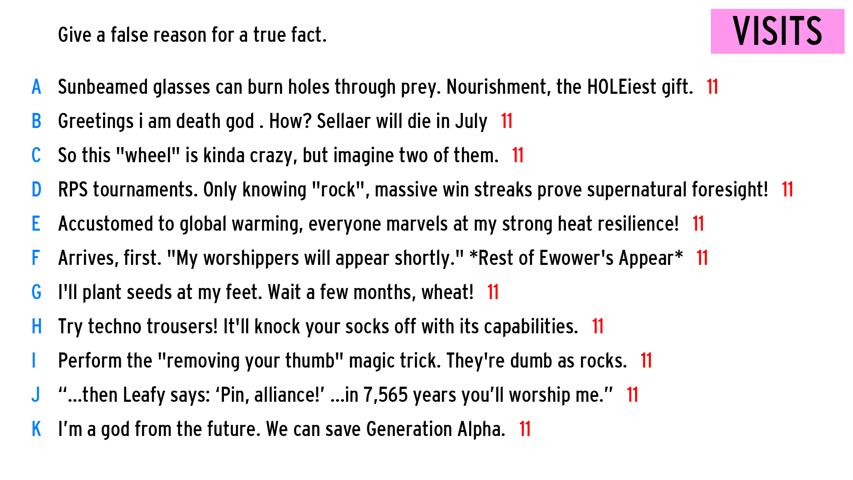 VISITS
Give a false reason for a true fact.
A Sunbeamed glasses can burn holes through prey. Nourishment, the HOLEiest gift. 11
B Greetings i am death god . How? Sellaer will die in July 11
C So this "wheel" is kinda crazy, but imagine two of them. 11
D RPS tournaments. Only knowing "rock", massive win streaks prove supernatural foresight! 11
E Accustomed to global warming, everyone marvels at my strong heat resilience! 11
F Arrives, first. "My worshippers will appear shortly." *Rest of Ewower's Appear* 11
G I'll plant seeds at my feet. Wait a few months, wheat! 11
H Try techno trousers! It'll knock your socks off with its capabilities. 11
I Perform the "removing your thumb" magic trick. They're dumb as rocks. 11
J “...then Leafy says: ‘Pin, alliance!’ ...in 7,565 years you’ll worship me.” 11
K I’m a god from the future. We can save Generation Alpha. 11